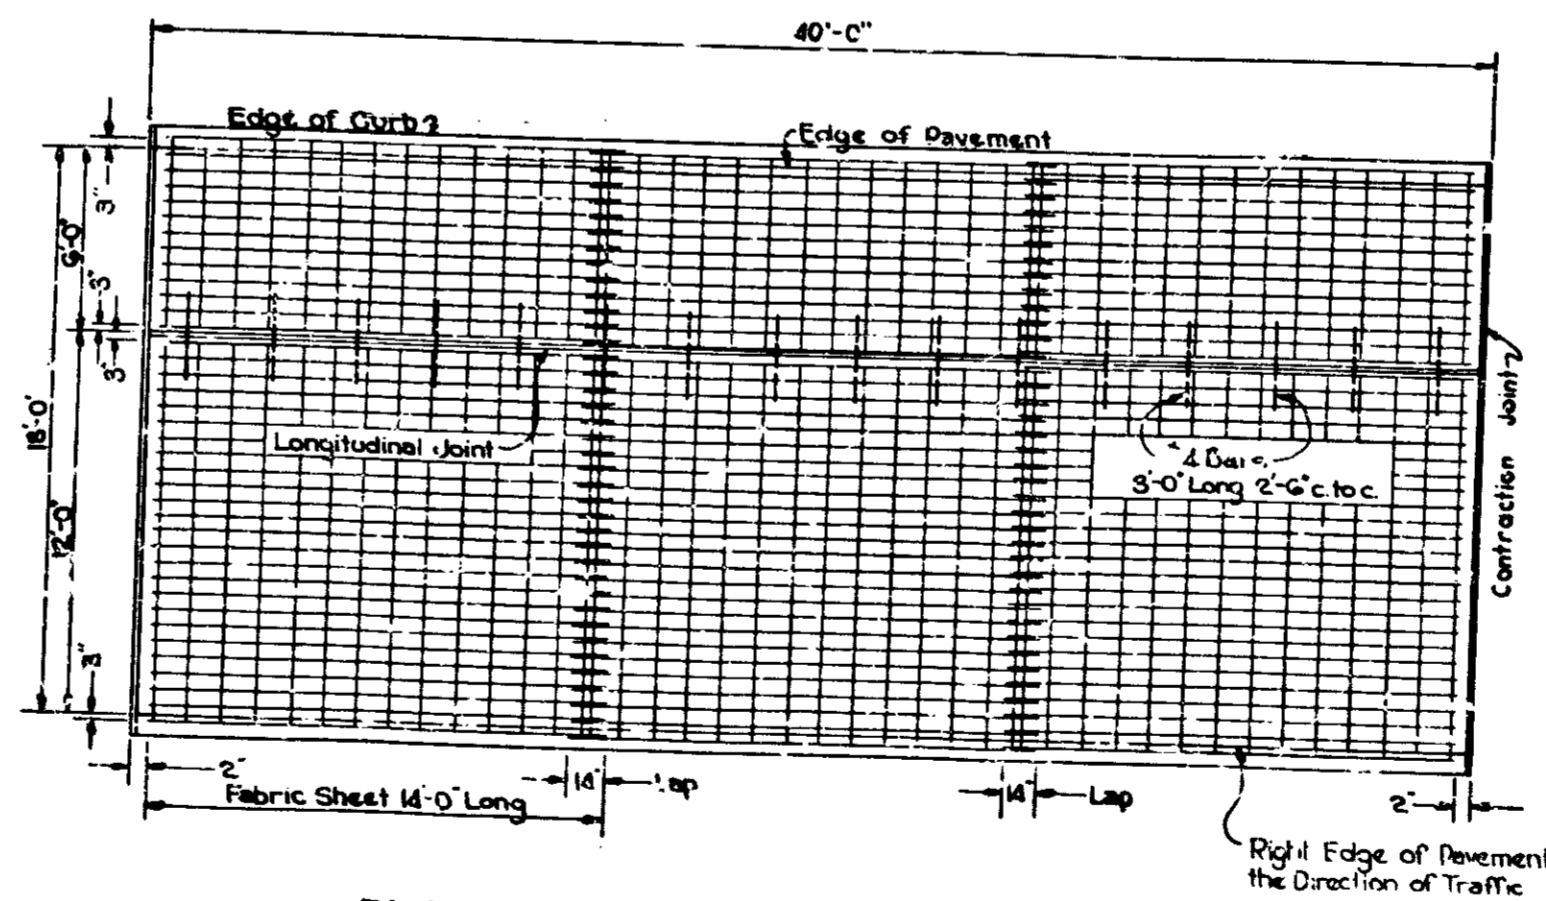 40'-0"
Edge of Curb
Edge of Pavement
3"
6'-0"
3"
3"
18'-0"
12'-0"
3"
Longitudinal Joint
#4 Bars
3'-0" Long 2'-6" c. to c.
Contraction Joint
2"
Fabric Sheet 14'-0" Long
14"
Lap
14"
Lap
2"
Right Edge of Pavement
the Direction of Traffic